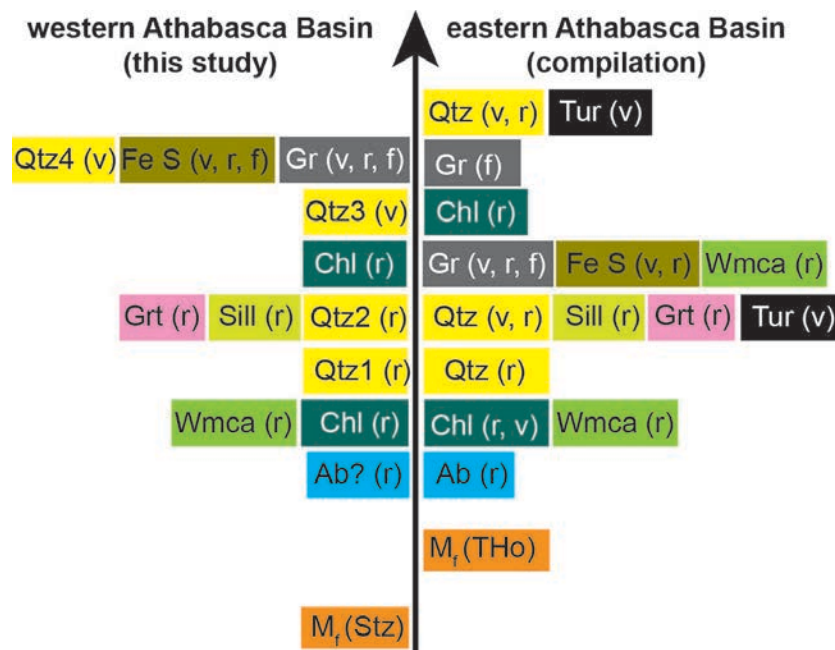 western Athabasca Basin
(this study)
eastern Athabasca Basin
(compilation)
Qtz (v, r) Tur (v)
Qtz4 (v) Fe S (v, r, f) Gr (v, r, f) Gr (f)
Qtz3 (v) Chl (r)
Chl (r) Gr (v, r, f) Fe S (v, r) Wmca (r)
Grt (r) Sill (r) Qtz2 (r) Qtz (v, r) Sill (r) Grt (r) Tur (v)
Qtz1 (r) Qtz (r)
Wmca (r) Chl (r) Chl (r, v) Wmca (r)
Ab? (r) Ab (r)
Mf (THo)
Mf (Stz)